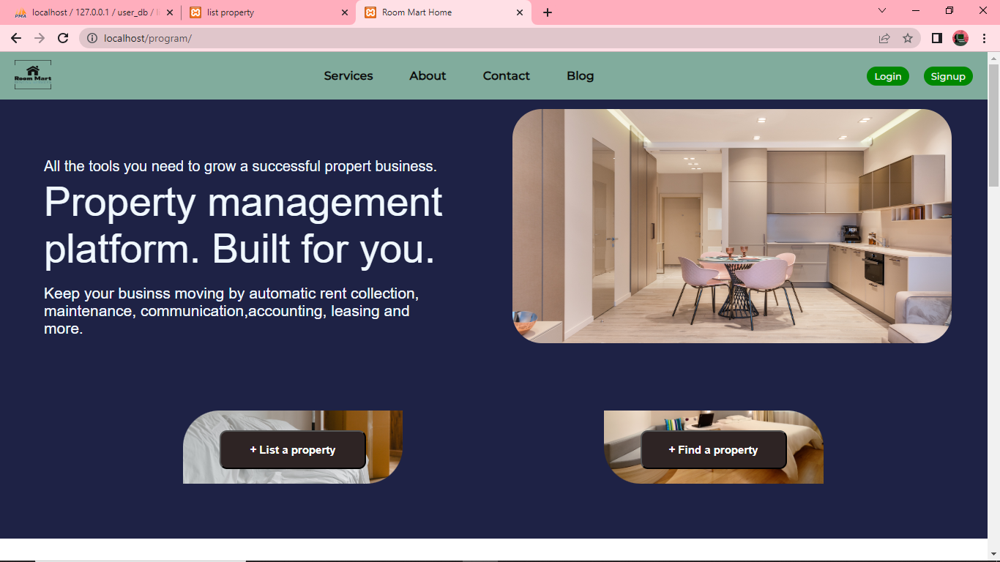 localhost / 127.0.0.1 / user_db / li
list property
Room Mart Home
localhost/program/
Room Mart
Services
About
Contact
Blog
Login
Signup
All the tools you need to grow a successful propert business.
Property management
platform. Built for you.
Keep your businss moving by automatic rent collection,
maintenance, communication,accounting, leasing and
more.
+ List a property
+ Find a property